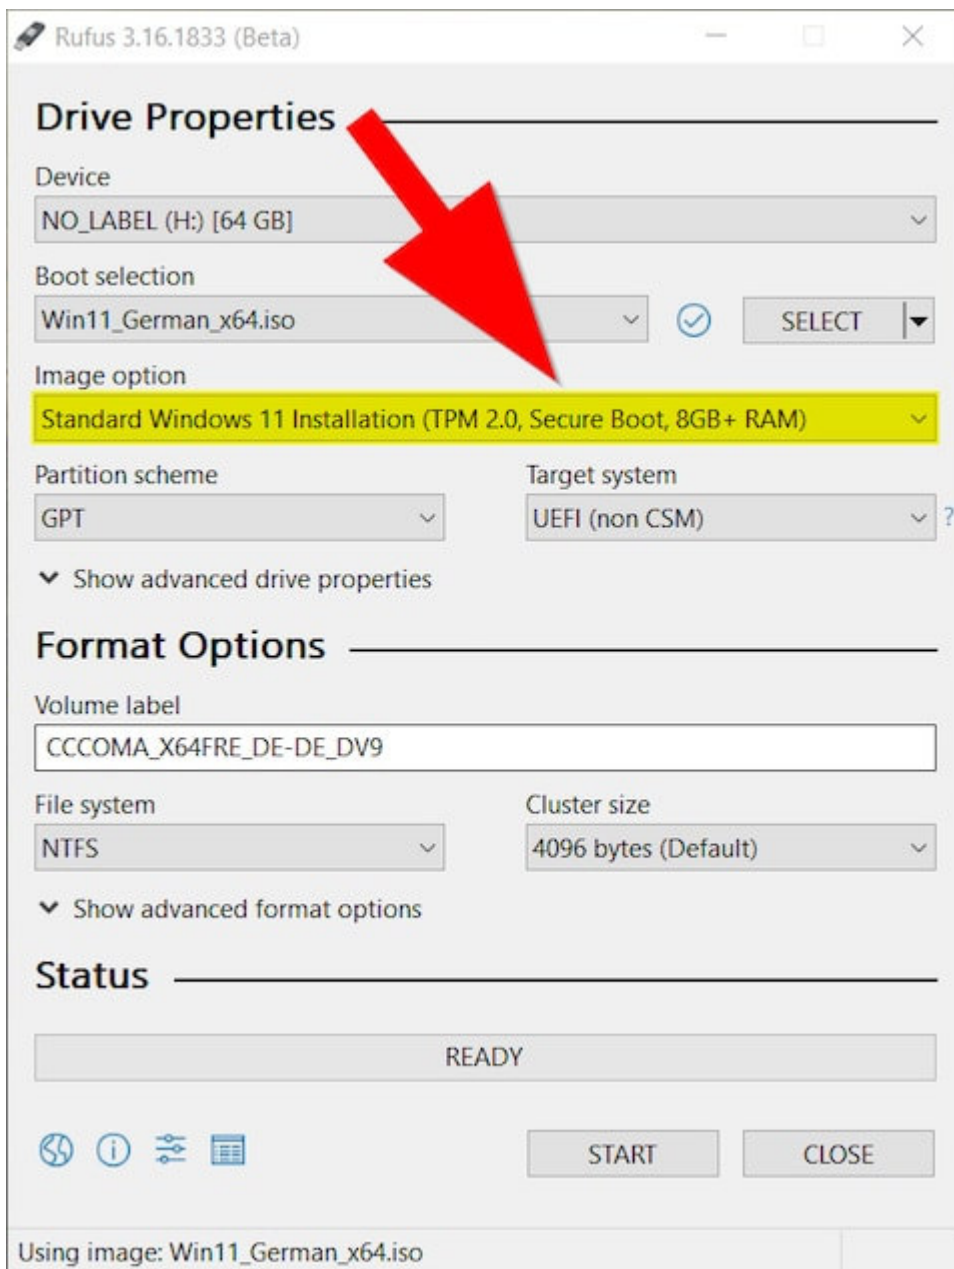 Rufus 3.16.1833 (Beta)
Drive Properties
Device
NO_LABEL (H:) [64 GB]
Boot selection
Win11_German_x64.iso
SELECT
Image option
Standard Windows 11 Installation (TPM 2.0, Secure Boot, 8GB+ RAM)
Partition scheme
Target system
GPT
UEFI (non CSM)
?
Show advanced drive properties
Format Options
Volume label
CCCOMA_X64FRE_DE-DE_DV9
File system
Cluster size
NTFS
4096 bytes (Default)
Show advanced format options
Status
READY
START
CLOSE
Using image: Win11_German_x64.iso